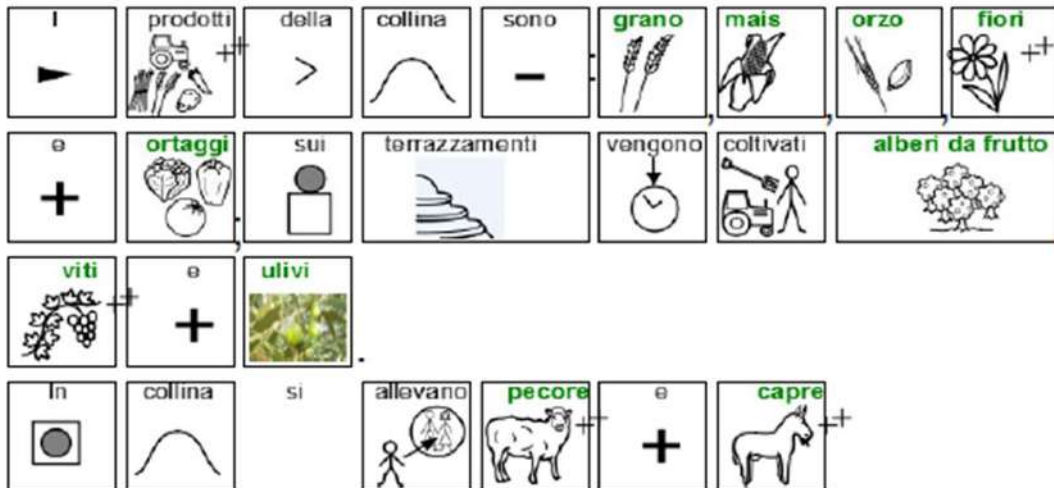 I prodotti della collina sono : grano, mais, orzo, fiori
e ortaggi; sui terrazzamenti vengono coltivati alberi da frutto,
viti e ulivi.
In collina si allevano pecore e capre